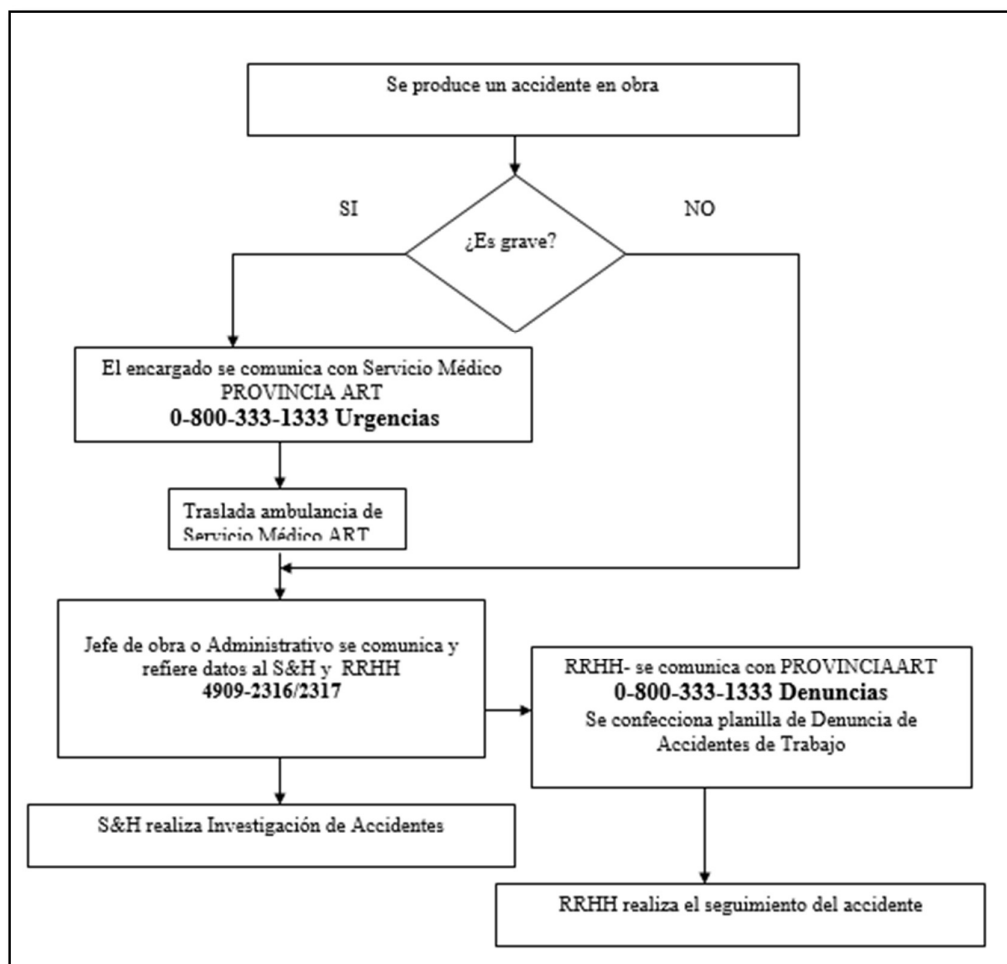 Se produce un accidente en obra
SI
NO
¿Es grave?
El encargado se comunica con Servicio Médico
PROVINCIA ART
0-800-333-1333 Urgencias
Traslada ambulancia de
Servicio Médico ART
Jefe de obra o Administrativo se comunica y
refiere datos al S&H y RRHH
4909-2316/2317
RRHH- se comunica con PROVINCIAART
0-800-333-1333 Denuncias
Se confecciona planilla de Denuncia de
Accidentes de Trabajo
S&H realiza Investigación de Accidentes
RRHH realiza el seguimiento del accidente